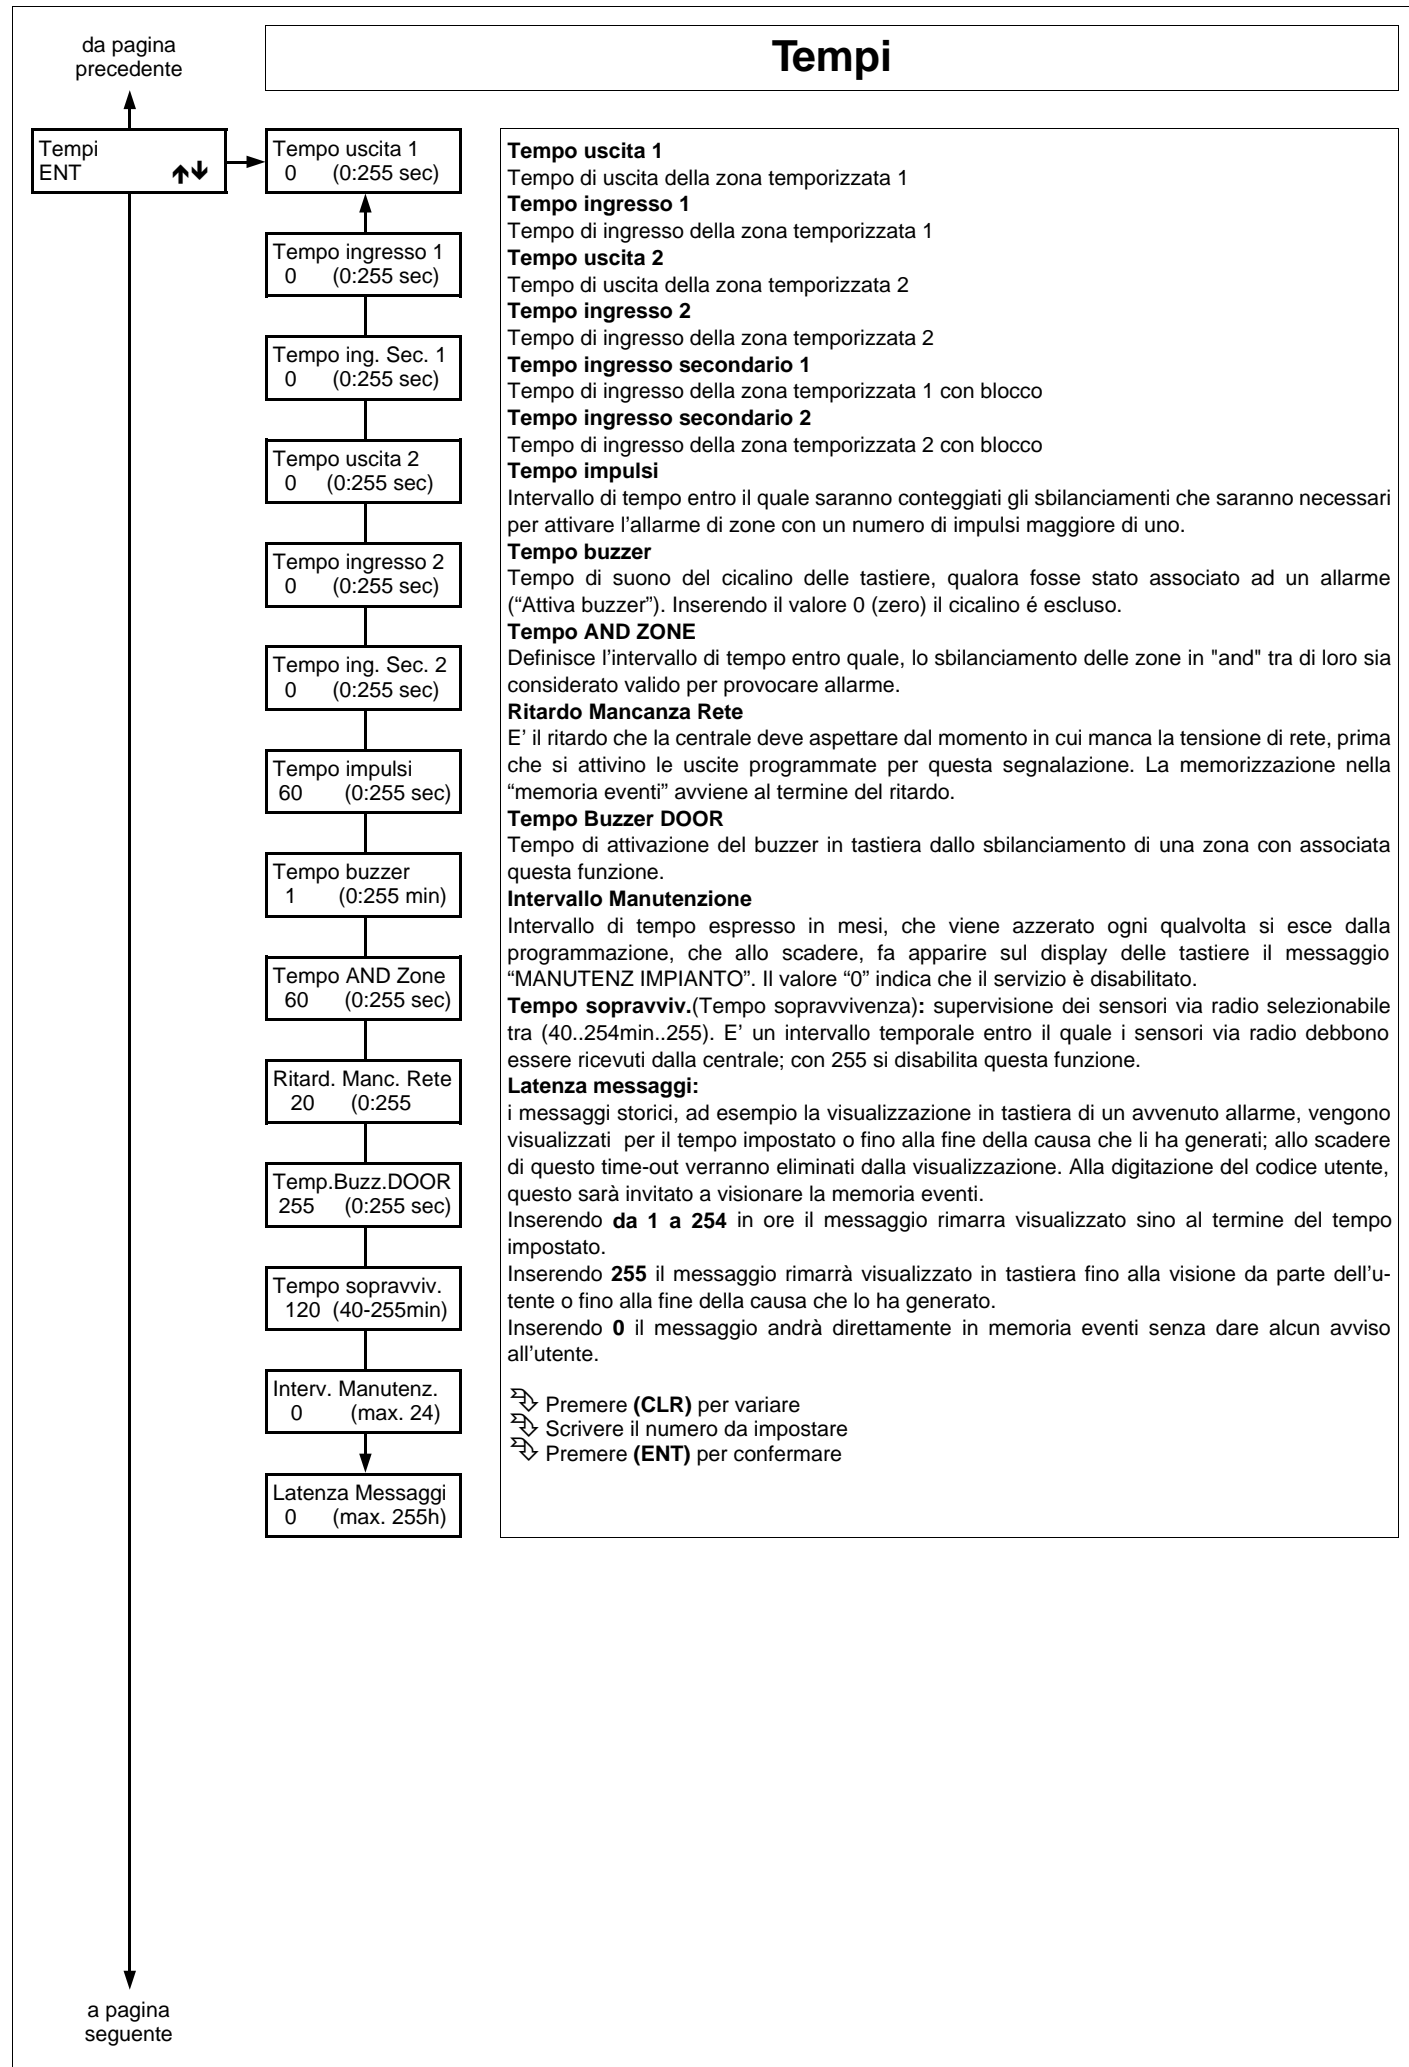 da pagina
precedente
Tempi
Tempi
ENT
Tempo uscita 1
0 (0:255 sec)
Tempo ingresso 1
0 (0:255 sec)
Tempo ing. Sec. 1
0 (0:255 sec)
Tempo uscita 2
0 (0:255 sec)
Tempo ingresso 2
0 (0:255 sec)
Tempo ing. Sec. 2
0 (0:255 sec)
Tempo impulsi
60 (0:255 sec)
Tempo buzzer
1 (0:255 min)
Tempo AND Zone
60 (0:255 sec)
Ritard. Manc. Rete
20 (0:255
Temp.Buzz.DOOR
255 (0:255 sec)
Tempo sopravviv.
120 (40-255min)
Interv. Manutenz.
0 (max. 24)
Latenza Messaggi
0 (max. 255h)
Tempo uscita 1
Tempo di uscita della zona temporizzata 1
Tempo ingresso 1
Tempo di ingresso della zona temporizzata 1
Tempo uscita 2
Tempo di uscita della zona temporizzata 2
Tempo ingresso 2
Tempo di ingresso della zona temporizzata 2
Tempo ingresso secondario 1
Tempo di ingresso della zona temporizzata 1 con blocco
Tempo ingresso secondario 2
Tempo di ingresso della zona temporizzata 2 con blocco
Tempo impulsi
Intervallo di tempo entro il quale saranno conteggiati gli sbilanciamenti che saranno necessari
per attivare l’allarme di zone con un numero di impulsi maggiore di uno.
Tempo buzzer
Tempo di suono del cicalino delle tastiere, qualora fosse stato associato ad un allarme
(“Attiva buzzer”). Inserendo il valore 0 (zero) il cicalino é escluso.
Tempo AND ZONE
Definisce l’intervallo di tempo entro quale, lo sbilanciamento delle zone in "and" tra di loro sia
considerato valido per provocare allarme.
Ritardo Mancanza Rete
E’ il ritardo che la centrale deve aspettare dal momento in cui manca la tensione di rete, prima
che si attivino le uscite programmate per questa segnalazione. La memorizzazione nella
“memoria eventi” avviene al termine del ritardo.
Tempo Buzzer DOOR
Tempo di attivazione del buzzer in tastiera dallo sbilanciamento di una zona con associata
questa funzione.
Intervallo Manutenzione
Intervallo di tempo espresso in mesi, che viene azzerato ogni qualvolta si esce dalla
programmazione, che allo scadere, fa apparire sul display delle tastiere il messaggio
“MANUTENZ IMPIANTO”. Il valore “0” indica che il servizio è disabilitato.
Tempo sopravviv.(Tempo sopravvivenza): supervisione dei sensori via radio selezionabile
tra (40..254min..255). E’ un intervallo temporale entro il quale i sensori via radio debbono
essere ricevuti dalla centrale; con 255 si disabilita questa funzione.
Latenza messaggi:
i messaggi storici, ad esempio la visualizzazione in tastiera di un avvenuto allarme, vengono
visualizzati per il tempo impostato o fino alla fine della causa che li ha generati; allo scadere
di questo time-out verranno eliminati dalla visualizzazione. Alla digitazione del codice utente,
questo sarà invitato a visionare la memoria eventi.
Inserendo da 1 a 254 in ore il messaggio rimarra visualizzato sino al termine del tempo
impostato.
Inserendo 255 il messaggio rimarrà visualizzato in tastiera fino alla visione da parte dell’u-
tente o fino alla fine della causa che lo ha generato.
Inserendo 0 il messaggio andrà direttamente in memoria eventi senza dare alcun avviso
all’utente.
Premere (CLR) per variare
Scrivere il numero da impostare
Premere (ENT) per confermare
a pagina
seguente